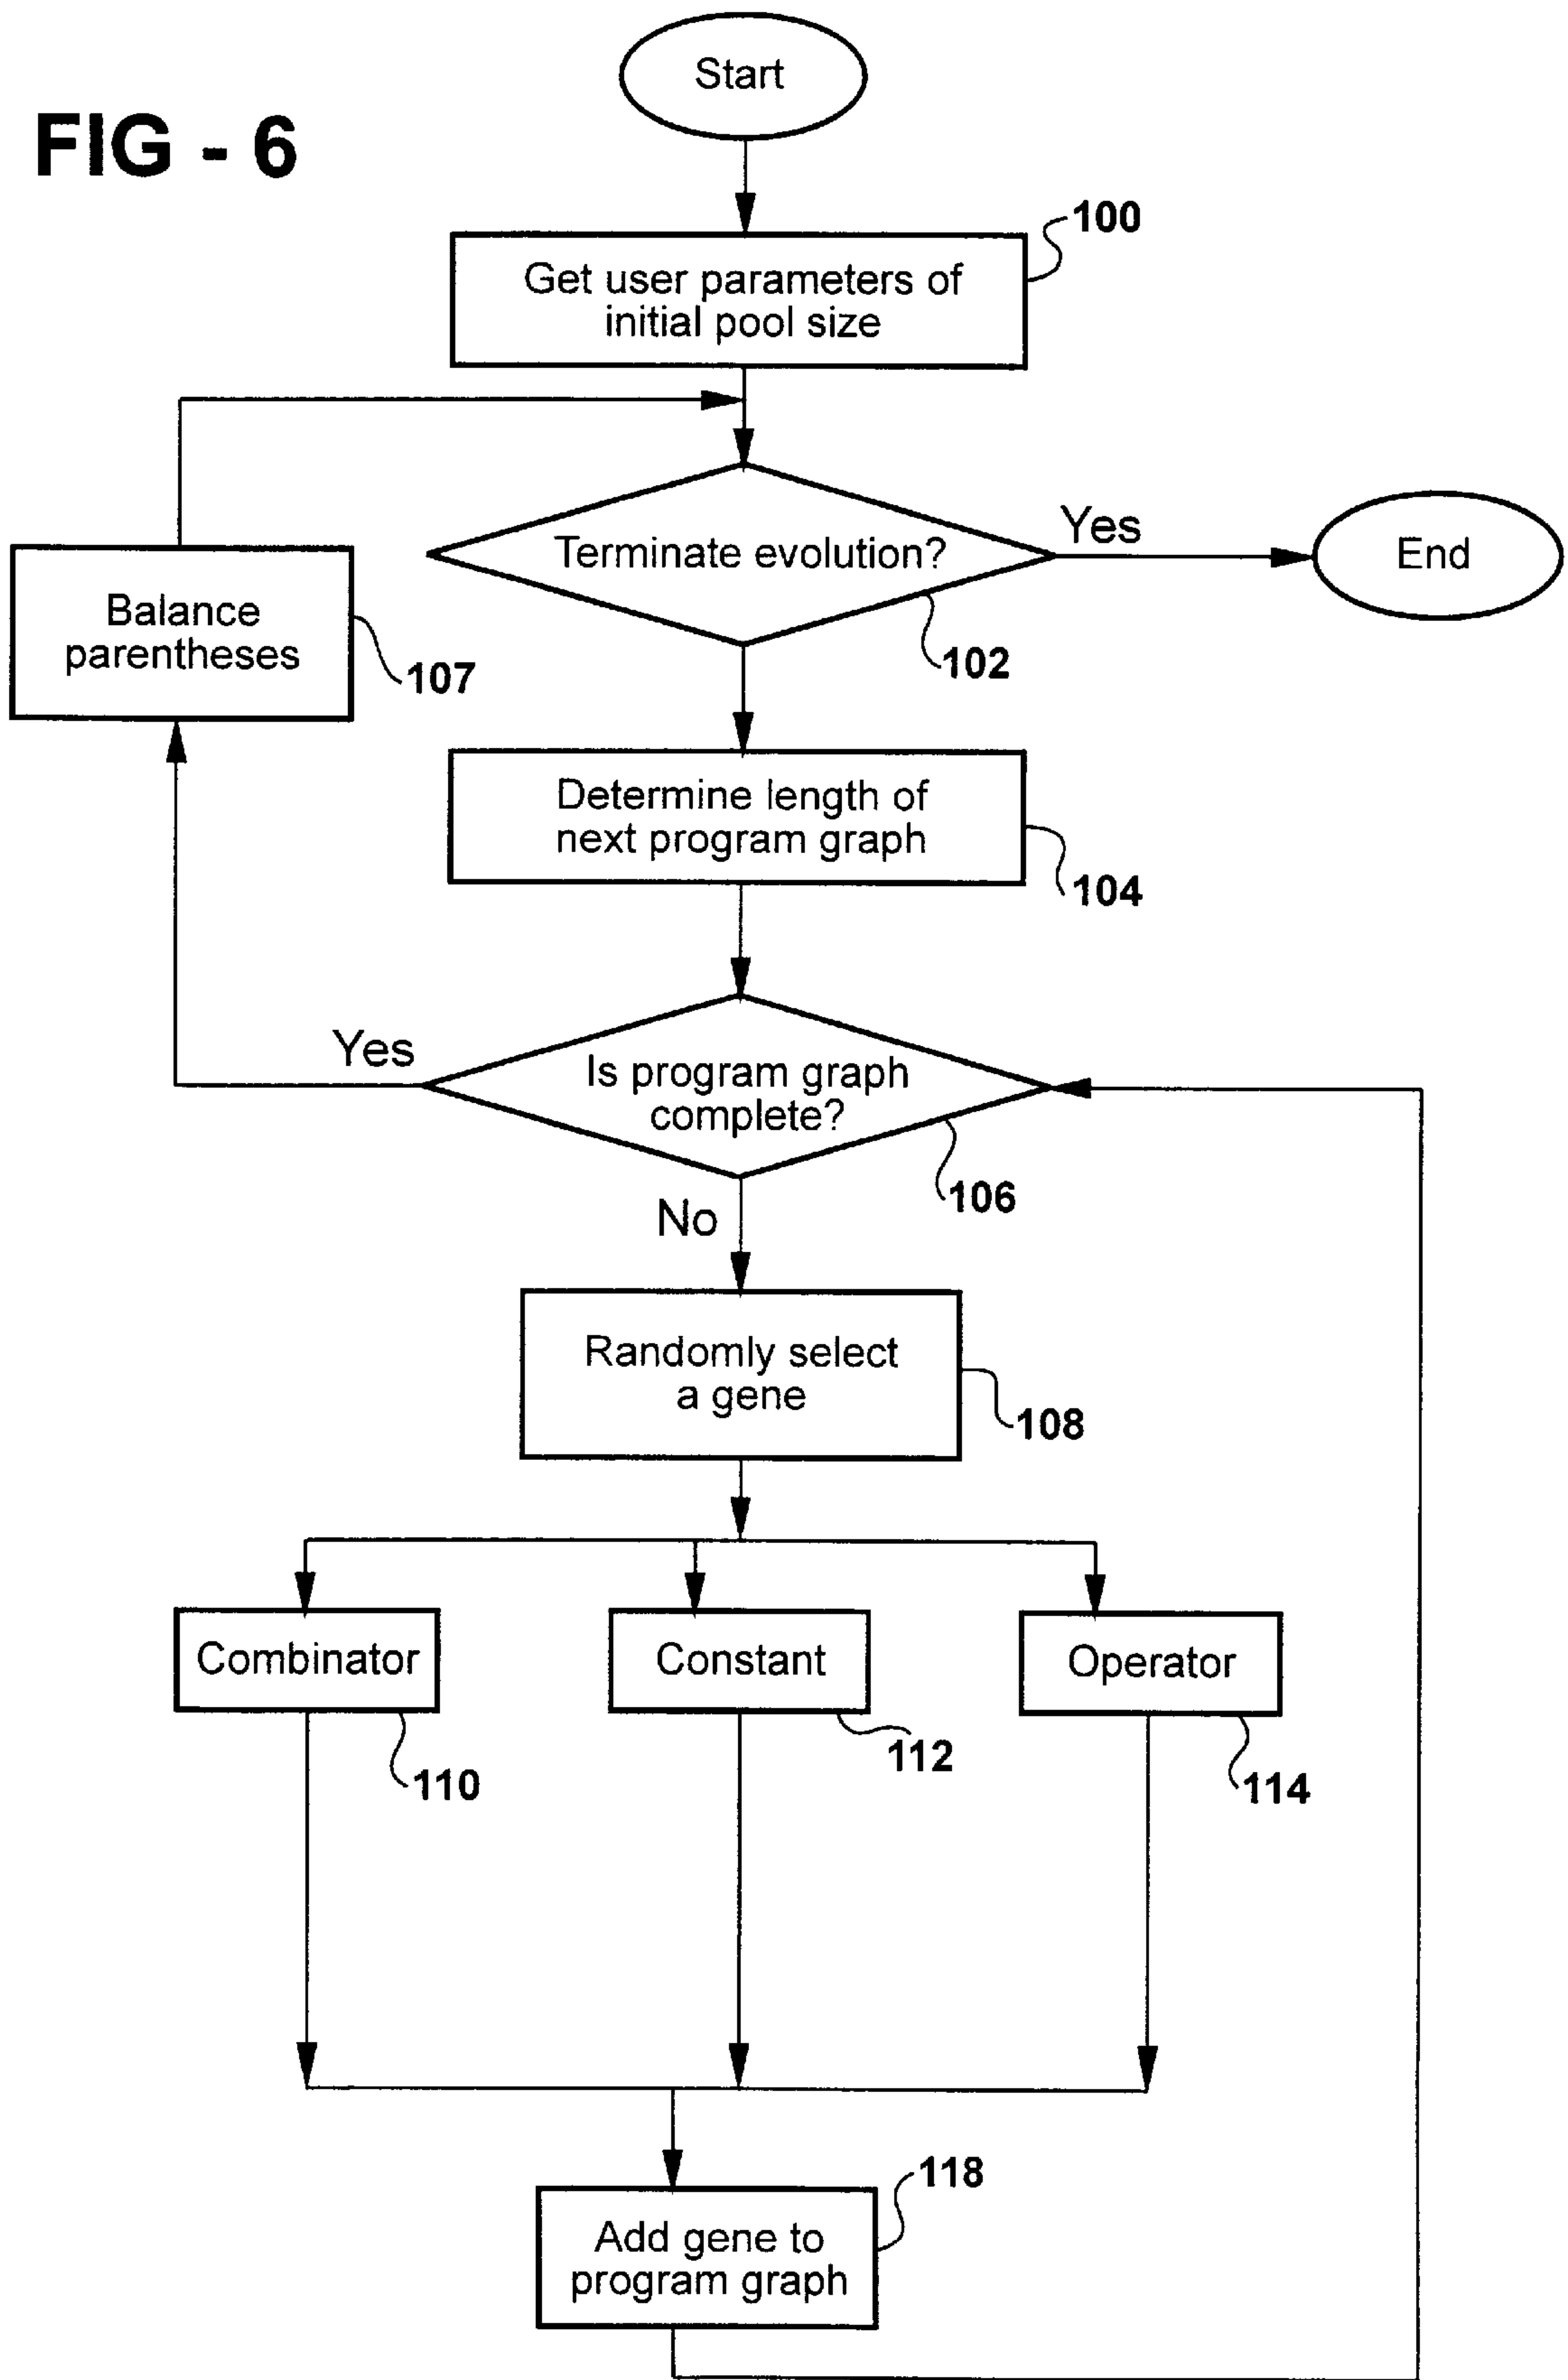 FIG - 6
Start
100
Get user parameters of
initial pool size
Terminate evolution?
Yes
End
102
Balance
parentheses
107
Determine length of
next program graph
104
Yes
Is program graph
complete?
106
No
Randomly select
a gene
108
Combinator
Constant
Operator
110
112
114
118
Add gene to
program graph